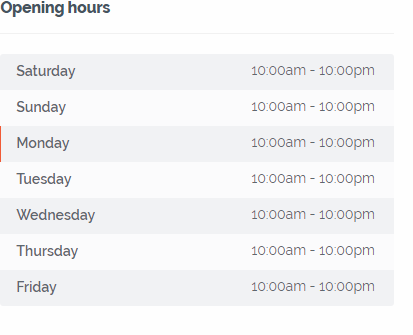 Opening hours
Saturday 10:00am - 10:00pm
Sunday 10:00am - 10:00pm
Monday 10:00am - 10:00pm
Tuesday 10:00am - 10:00pm
Wednesday 10:00am - 10:00pm
Thursday 10:00am - 10:00pm
Friday 10:00am - 10:00pm